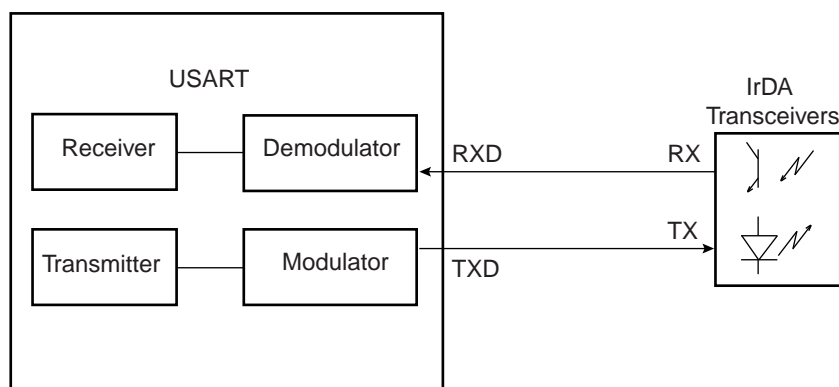 USART
IrDA
Transceivers
Receiver
Demodulator
RXD
RX
Transmitter
Modulator
TXD
TX